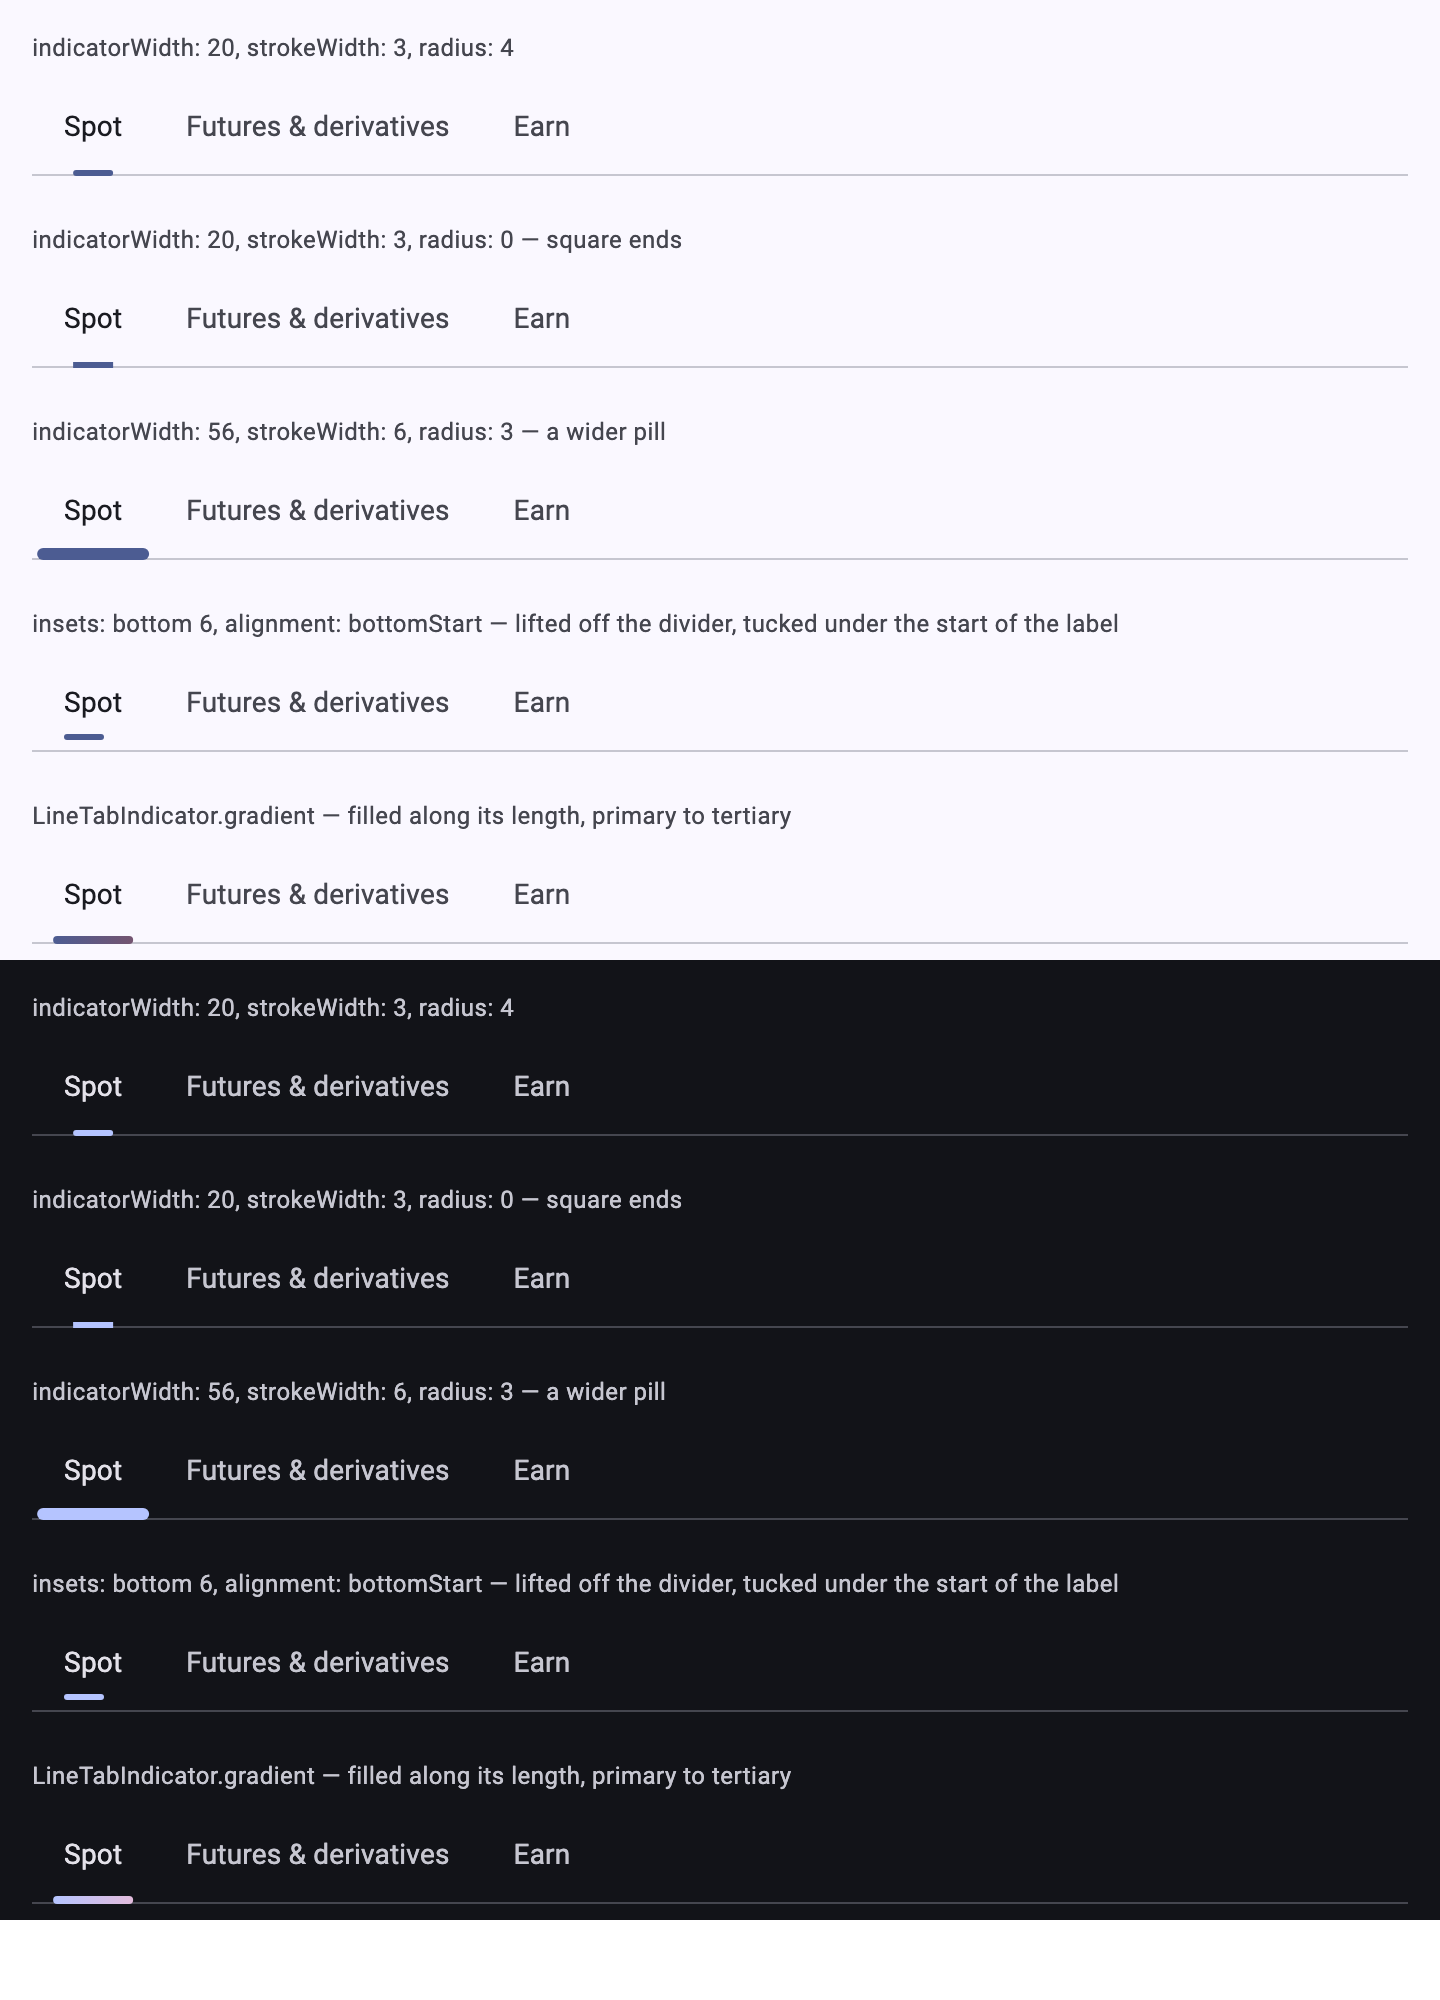 indicatorWidth: 20, strokeWidth: 3, radius: 4
Spot Futures & derivatives Earn
indicatorWidth: 20, strokeWidth: 3, radius: 0 — square ends
Spot Futures & derivatives Earn
indicatorWidth: 56, strokeWidth: 6, radius: 3 — a wider pill
Spot Futures & derivatives Earn
insets: bottom 6, alignment: bottomStart — lifted off the divider, tucked under the start of the label
Spot Futures & derivatives Earn
LineTabIndicator.gradient — filled along its length, primary to tertiary
Spot Futures & derivatives Earn
indicatorWidth: 20, strokeWidth: 3, radius: 4
Spot Futures & derivatives Earn
indicatorWidth: 20, strokeWidth: 3, radius: 0 — square ends
Spot Futures & derivatives Earn
indicatorWidth: 56, strokeWidth: 6, radius: 3 — a wider pill
Spot Futures & derivatives Earn
insets: bottom 6, alignment: bottomStart — lifted off the divider, tucked under the start of the label
Spot Futures & derivatives Earn
LineTabIndicator.gradient — filled along its length, primary to tertiary
Spot Futures & derivatives Earn